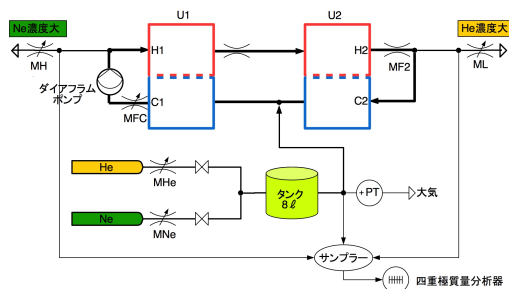 U1
U2
Ne濃度大
He濃度大
MH
H1
H2
MF2
ML
ダイアフラム
ポンプ
C1
C2
MFC
He
MHe
タンク
8ℓ
+PT
大気
Ne
MNe
サンプラー
四重極質量分析器